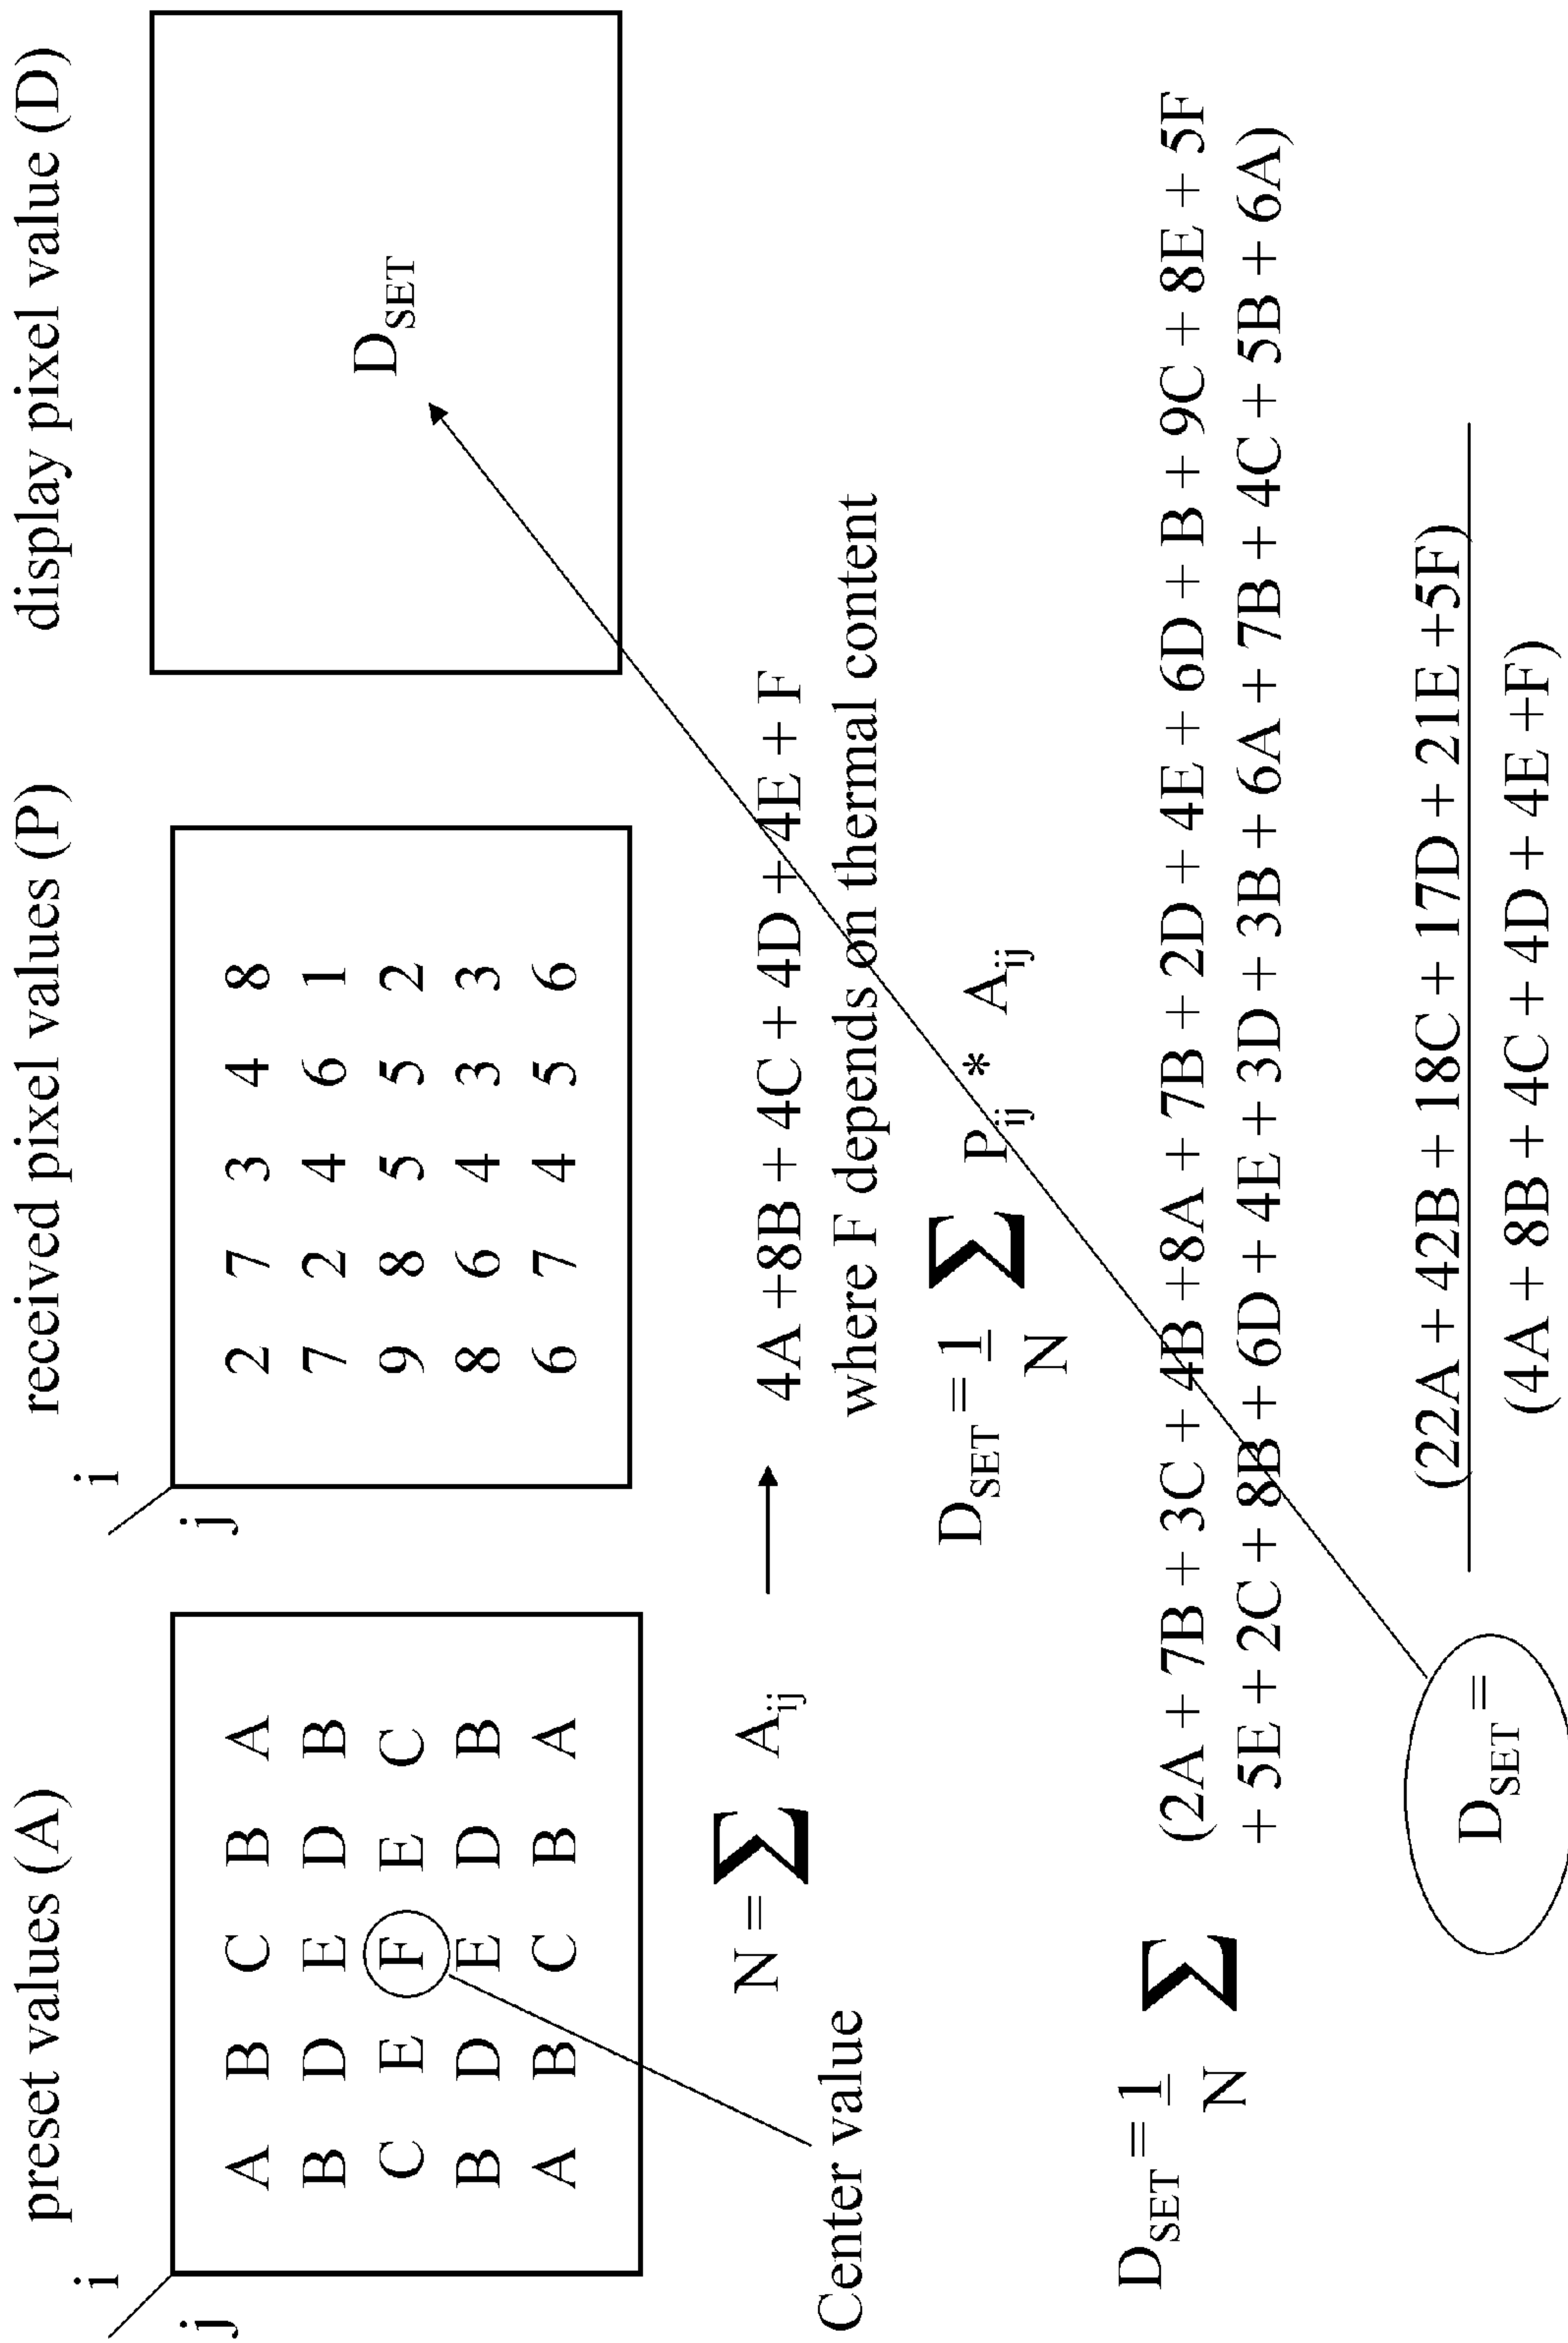 preset values (A)
received pixel values (P)
display pixel value (D)
i
j
A B C B A
B D E D B
C E F E C
B D E D B
A B C B A
i
j
2 7 3 4 8
7 2 4 6 1
9 8 5 5 2
8 6 4 3 3
6 7 4 5 6
D_SET
Center value
N = Σ A_ij
4A +8B + 4C + 4D + 4E + F
where F depends on thermal content
D_SET = 1/N Σ P_ij * A_ij
D_SET = 1/N Σ
(2A + 7B + 3C + 4B +8A + 7B + 2D + 4E + 6D + B + 9C + 8E + 5F
+ 5E + 2C + 8B + 6D + 4E + 3D + 3B + 6A + 7B + 4C + 5B + 6A)
D_SET =
(22A + 42B + 18C + 17D + 21E +5F)
(4A + 8B + 4C + 4D + 4E +F)